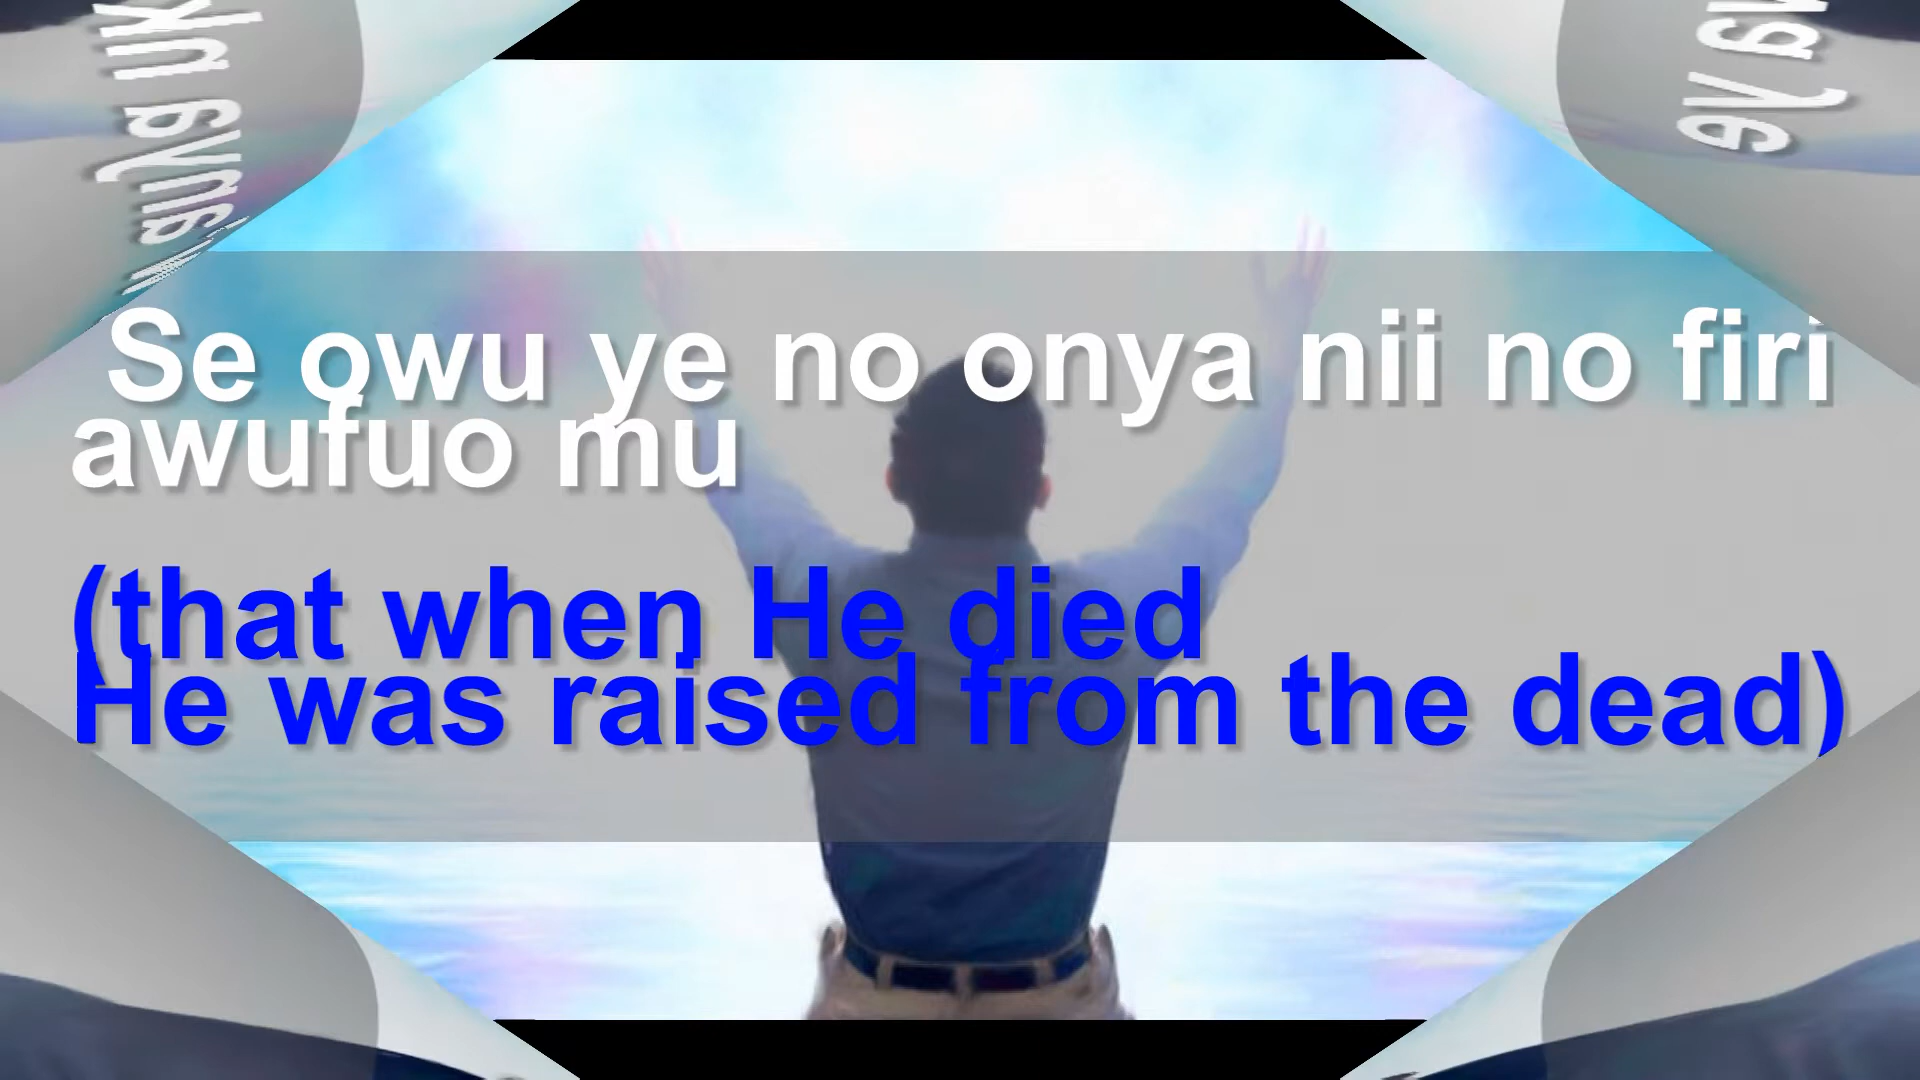 Se owu ye no onya nii no firi
awufuo mu
(that when He died
He was raised from the dead)